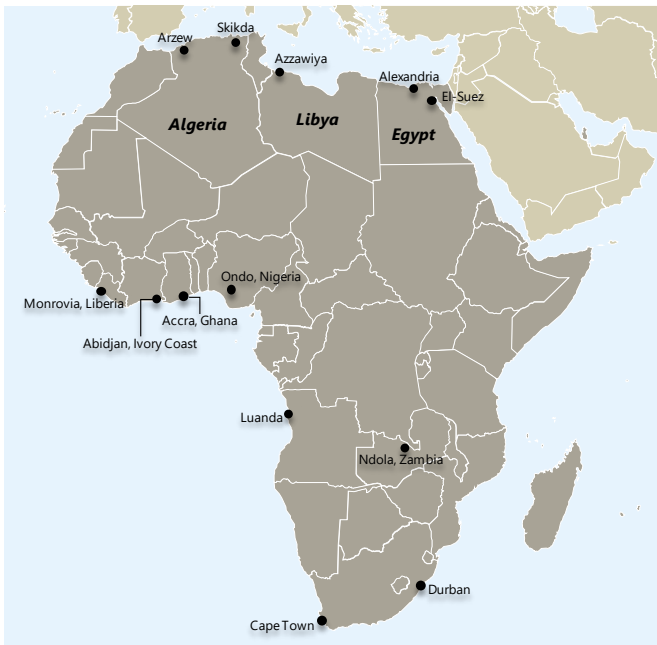 Skikda
Arzew
Azzawiya
Alexandria
El-Suez
Algeria
Libya
Egypt
Ondo, Nigeria
Monrovia, Liberia
Accra, Ghana
Abidjan, Ivory Coast
Luanda
Ndola, Zambia
Durban
Cape Town